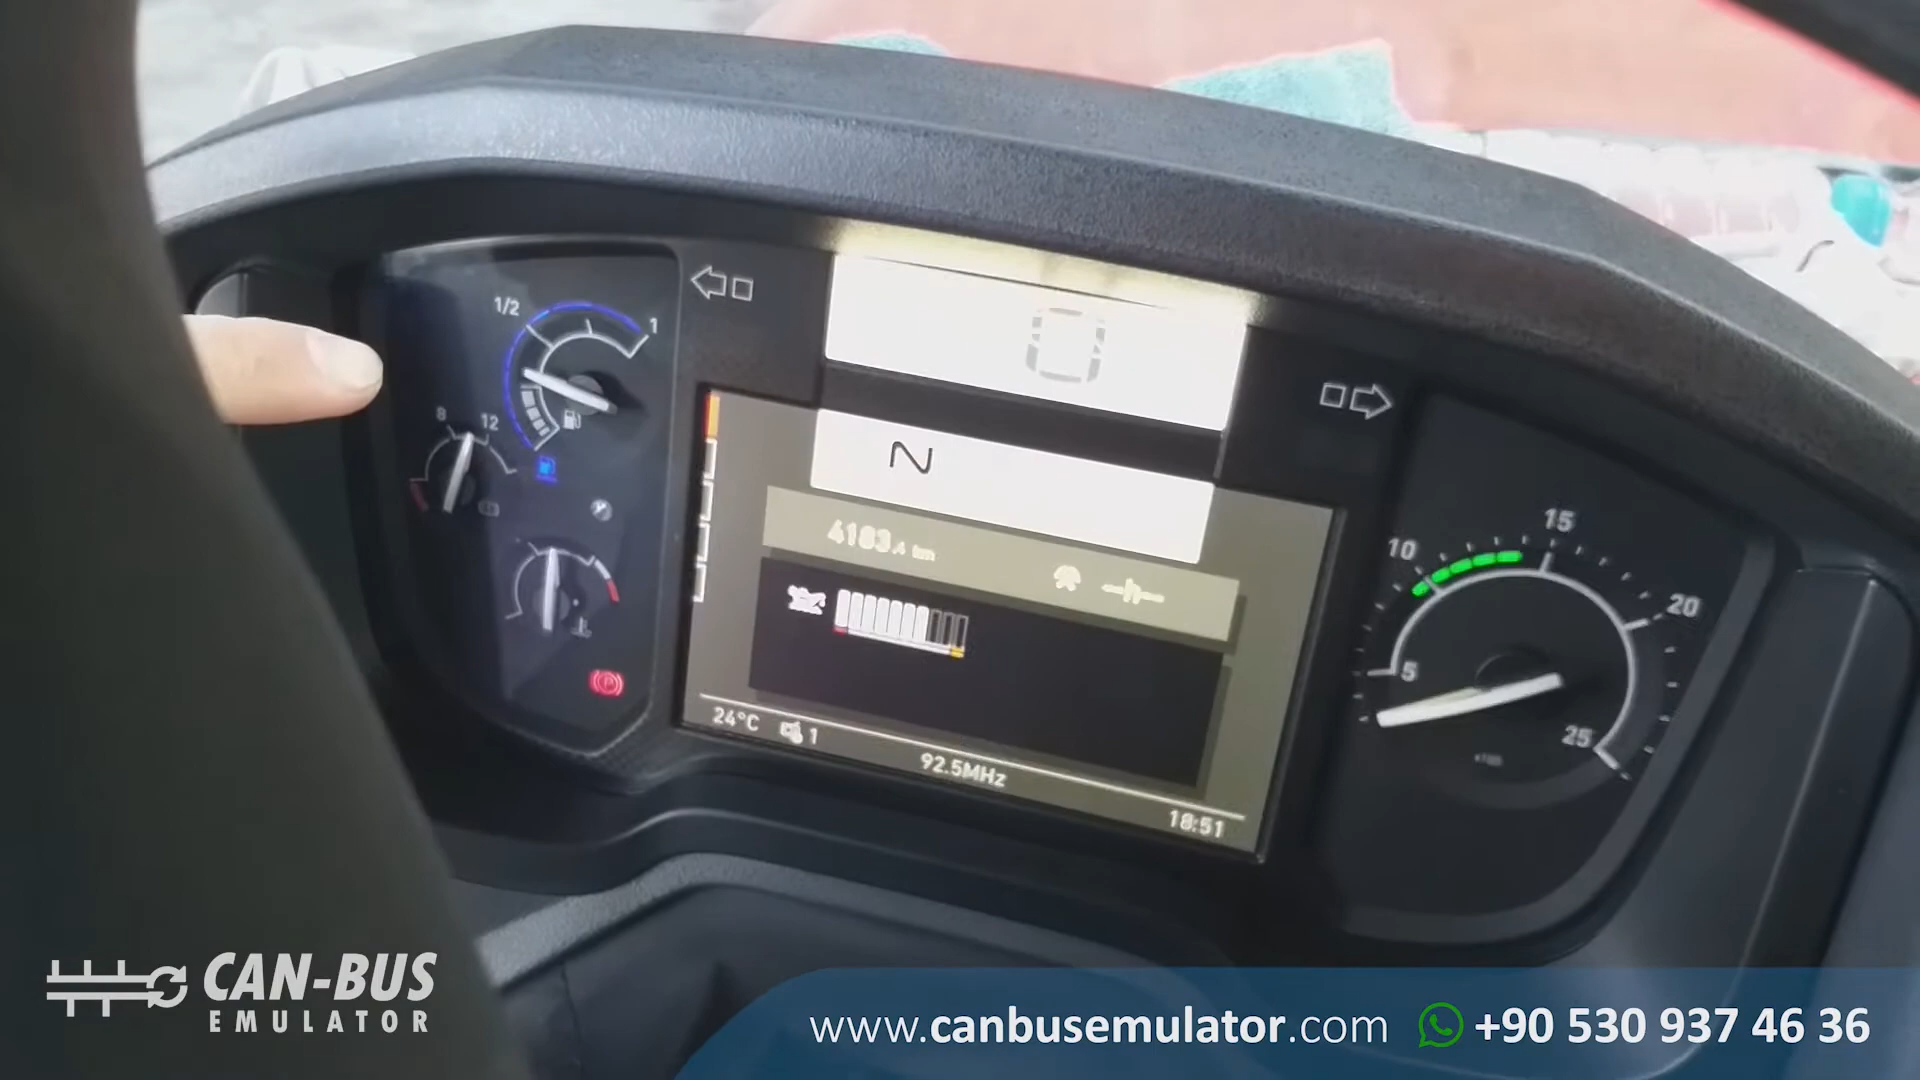 1/2
1
8
12
0
N
4183.4 km
10
15
20
5
25
24°C
1
92.5MHz
18:51
CAN-BUS
EMULATOR
www.canbusemulator.com
+90 530 937 46 36